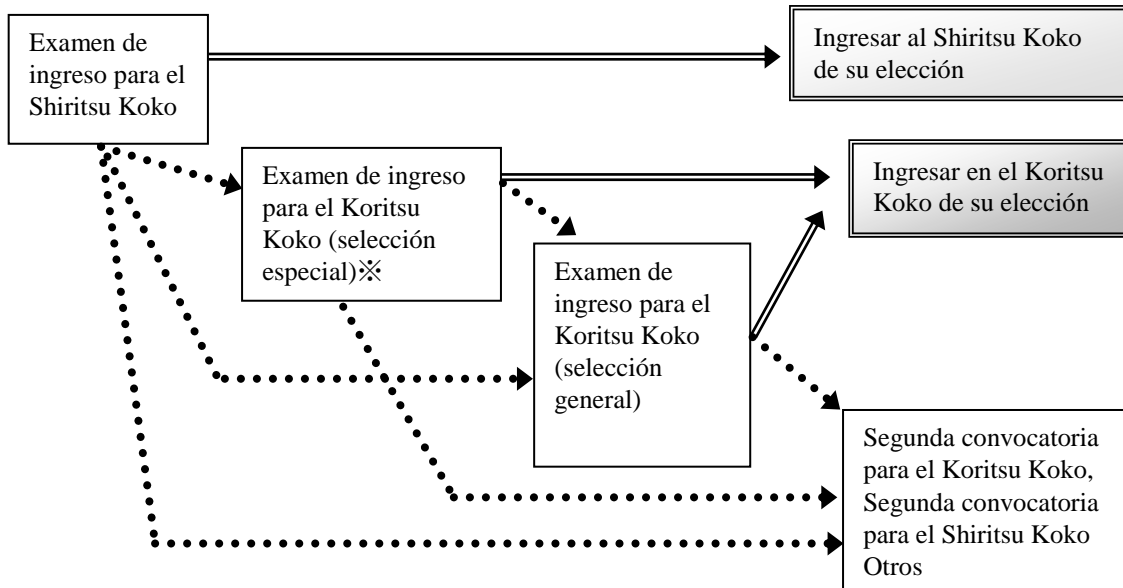 Examen de
ingreso para el
Shiritsu Koko
Ingresar al Shiritsu Koko
de su elección
Examen de ingreso
para el Koritsu
Koko (selección
especial)※
Ingresar en el Koritsu
Koko de su elección
Examen de
ingreso para el
Koritsu Koko
(selección
general)
Segunda convocatoria
para el Koritsu Koko,
Segunda convocatoria
para el Shiritsu Koko
Otros